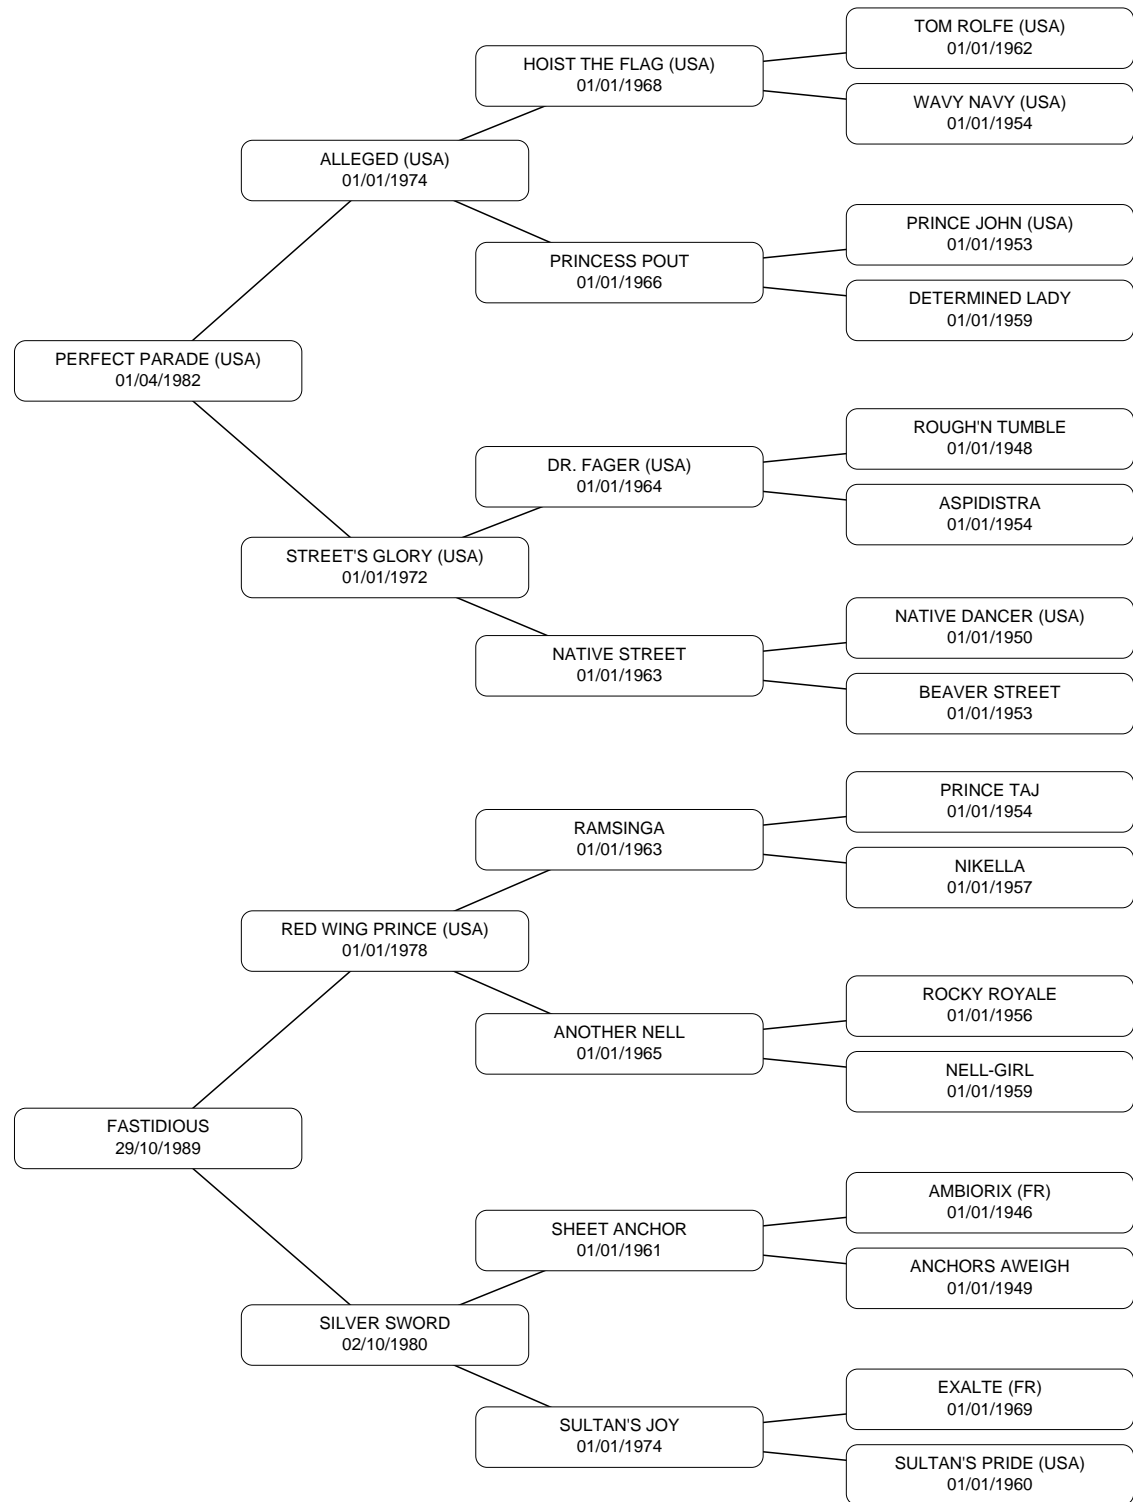 TOM ROLFE (USA)
01/01/1962
HOIST THE FLAG (USA)
01/01/1968
WAVY NAVY (USA)
01/01/1954
ALLEGED (USA)
01/01/1974
PRINCE JOHN (USA)
01/01/1953
PRINCESS POUT
01/01/1966
DETERMINED LADY
01/01/1959
PERFECT PARADE (USA)
01/04/1982
ROUGH'N TUMBLE
01/01/1948
DR. FAGER (USA)
01/01/1964
ASPIDISTRA
01/01/1954
STREET'S GLORY (USA)
01/01/1972
NATIVE DANCER (USA)
01/01/1950
NATIVE STREET
01/01/1963
BEAVER STREET
01/01/1953
PRINCE TAJ
01/01/1954
RAMSINGA
01/01/1963
NIKELLA
01/01/1957
RED WING PRINCE (USA)
01/01/1978
ROCKY ROYALE
01/01/1956
ANOTHER NELL
01/01/1965
NELL-GIRL
01/01/1959
FASTIDIOUS
29/10/1989
AMBIORIX (FR)
01/01/1946
SHEET ANCHOR
01/01/1961
ANCHORS AWEIGH
01/01/1949
SILVER SWORD
02/10/1980
EXALTE (FR)
01/01/1969
SULTAN'S JOY
01/01/1974
SULTAN'S PRIDE (USA)
01/01/1960